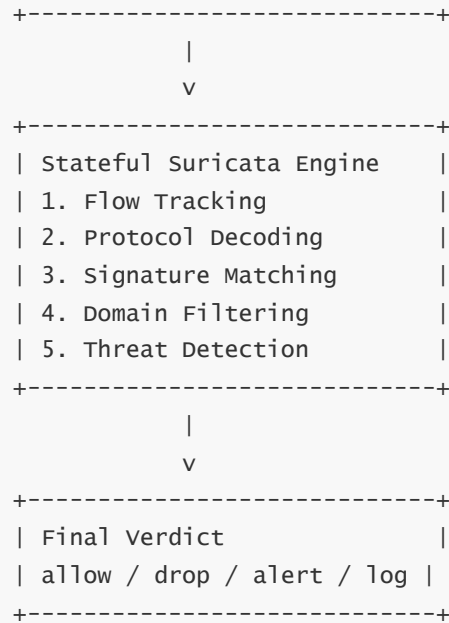 +-----------------------------+
|
v
+-----------------------------+
| Stateful Suricata Engine |
| 1. Flow Tracking |
| 2. Protocol Decoding |
| 3. Signature Matching |
| 4. Domain Filtering |
| 5. Threat Detection |
+-----------------------------+
|
v
+-----------------------------+
| Final Verdict |
| allow / drop / alert / log |
+-----------------------------+